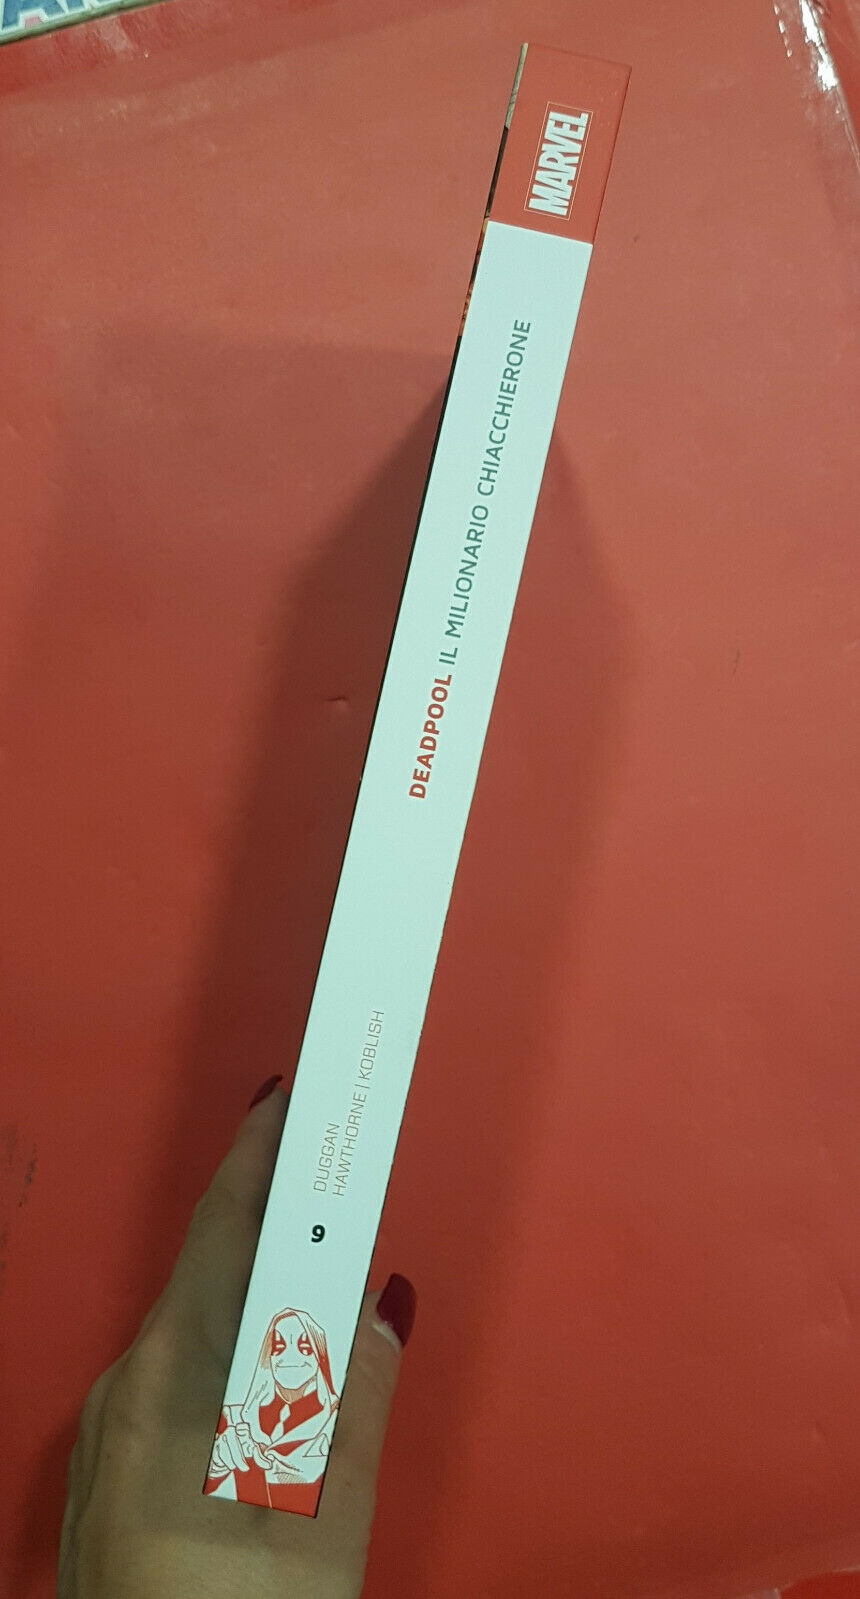 MARVEL
DEADPOOL IL MILIONARIO CHIACCHIERONE
DUGGAN
HAWTHORNE | KOBLISH
9